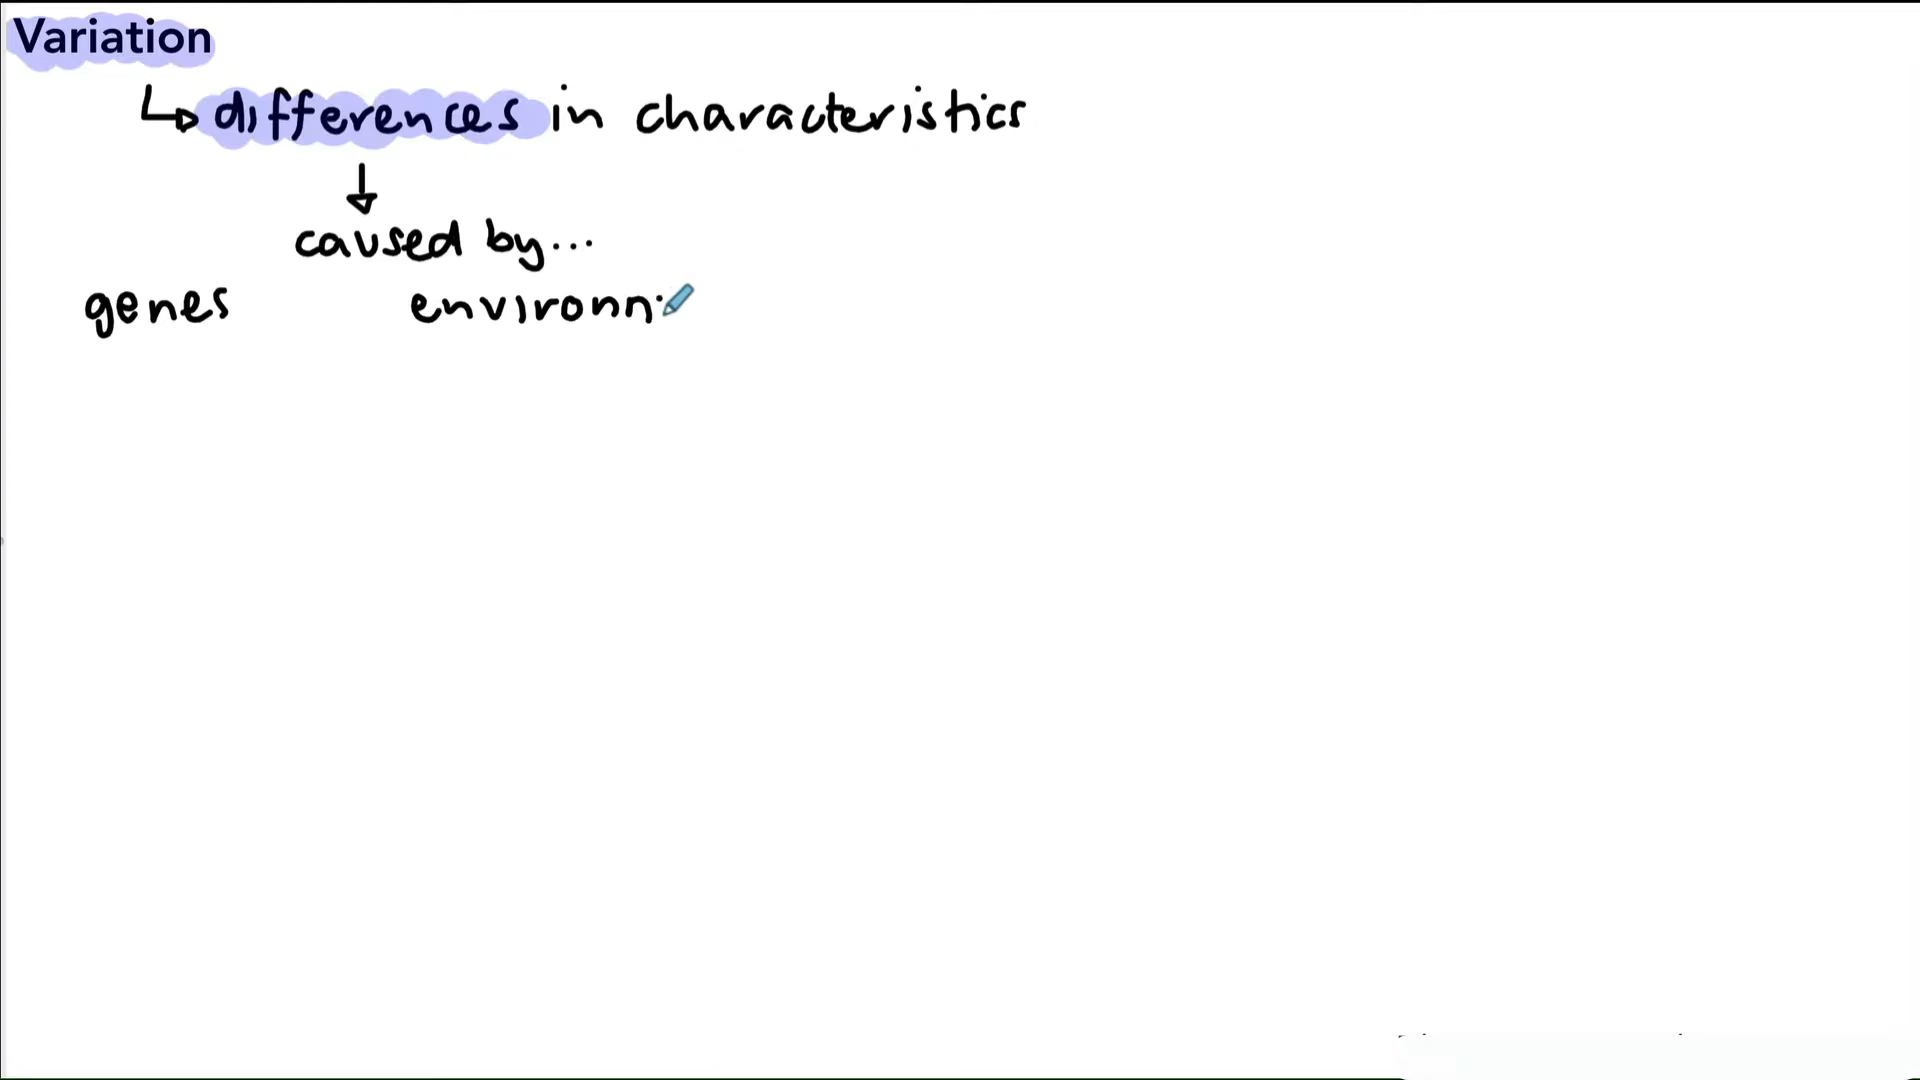 Variation
↳ differences in characteristics
↓
caused by...
genes environn